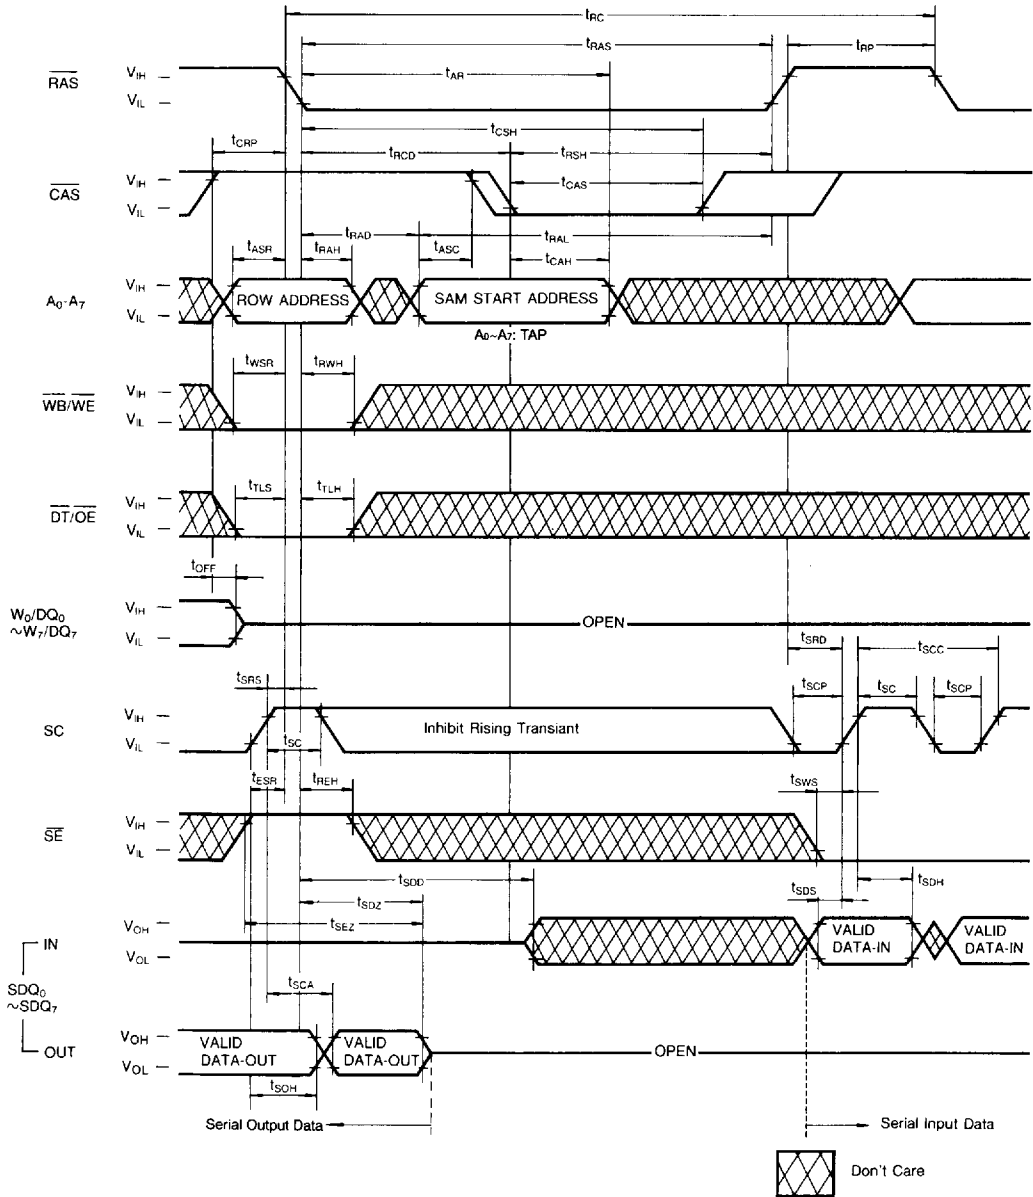 tRC
tRAS
tRP
tAR
RAS
VIH
VIL
tCSH
tCRP
tRCD
tRSH
CAS
VIH
VIL
tCAS
tRAD
tRAL
tASR
tRAH
tASC
tCAH
A0-A7
VIH
VIL
ROW ADDRESS
SAM START ADDRESS
A0~A7: TAP
tWSR
tRWH
WB/WE
VIH
VIL
tTLS
tTLH
DT/OE
VIH
VIL
tOFF
W0/DQ0
~W7/DQ7
VIH
VIL
OPEN
tSRD
tSCC
tSRS
tSCP
tSC
tSCP
SC
VIH
VIL
Inhibit Rising Transiant
tSC
tESR
tREH
tSWS
SE
VIH
VIL
tSDD
tSDZ
tSEZ
tSDS
tSDH
IN
VOH
VOL
VALID
DATA-IN
VALID
DATA-IN
SDQ0
~SDQ7
tSCA
OUT
VOH
VOL
VALID
DATA-OUT
VALID
DATA-OUT
OPEN
tSOH
Serial Output Data
Serial Input Data
Don't Care